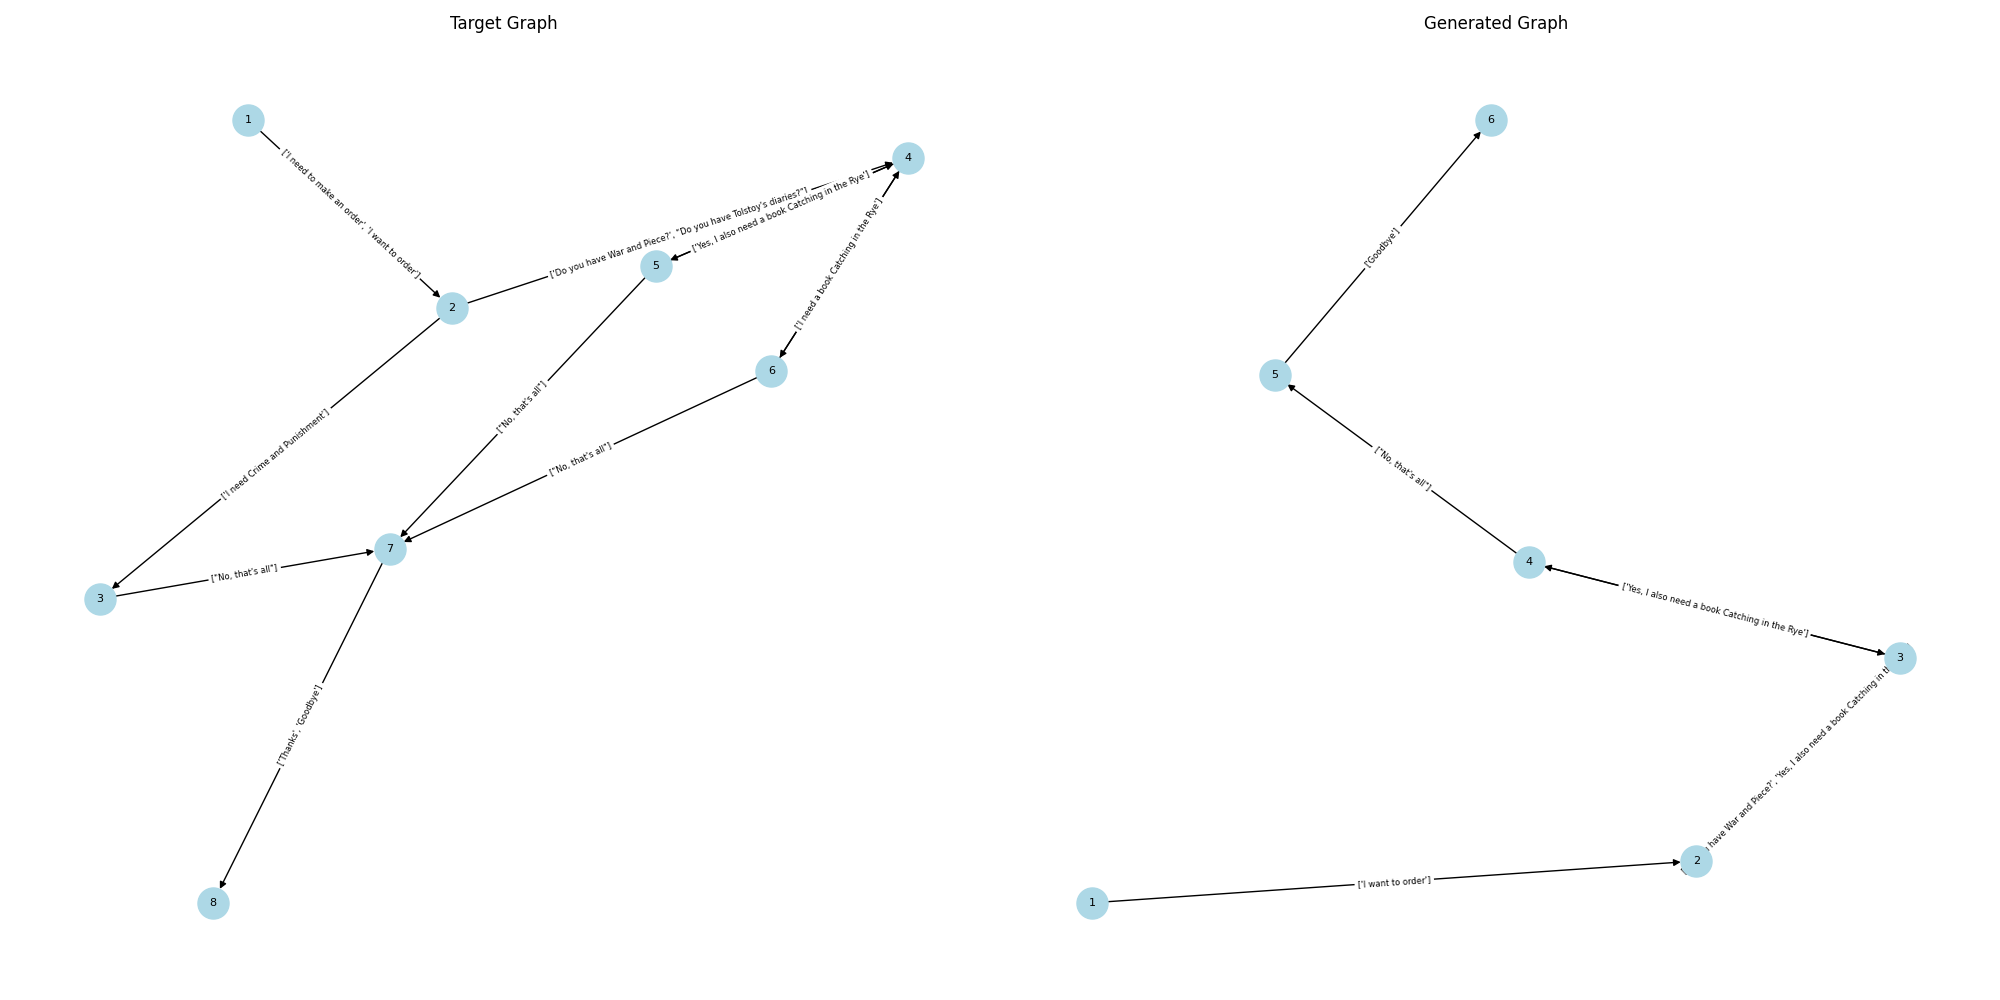 Target Graph
Generated Graph
1
['I need to make an order', 'I want to order']
2
['Do you have War and Piece?', "Do you have Tolstoy's diaries?"]
4
['Yes, I also need a book Catching in the Rye']
5
['I need a book Catching in the Rye']
6
['I need Crime and Punishment']
["No, that's all"]
["No, that's all"]
7
3
["No, that's all"]
['Thanks', 'Goodbye']
8
6
['Goodbye']
5
["No, that's all"]
4
['Yes, I also need a book Catching in the Rye']
3
have War and Piece?', 'Yes, I also need a book Catching in
2
['I want to order']
1